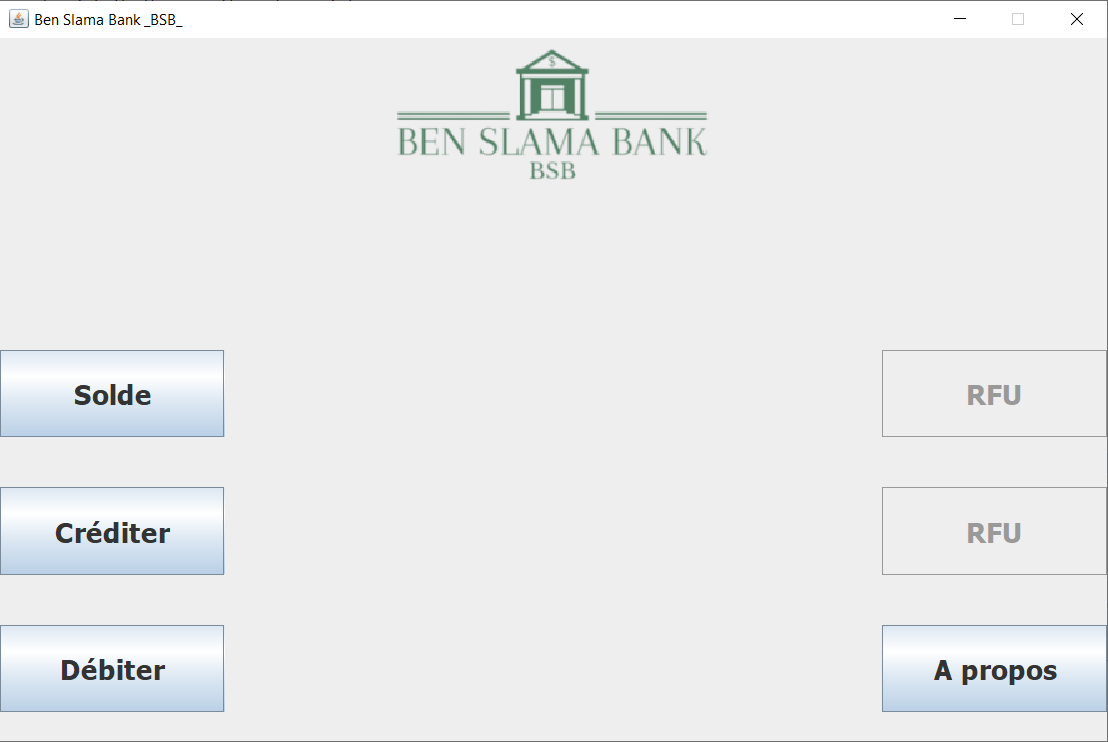 Ben Slama Bank _BSB_
$
BEN SLAMA BANK
BSB
Solde
RFU
Créditer
RFU
Débiter
A propos